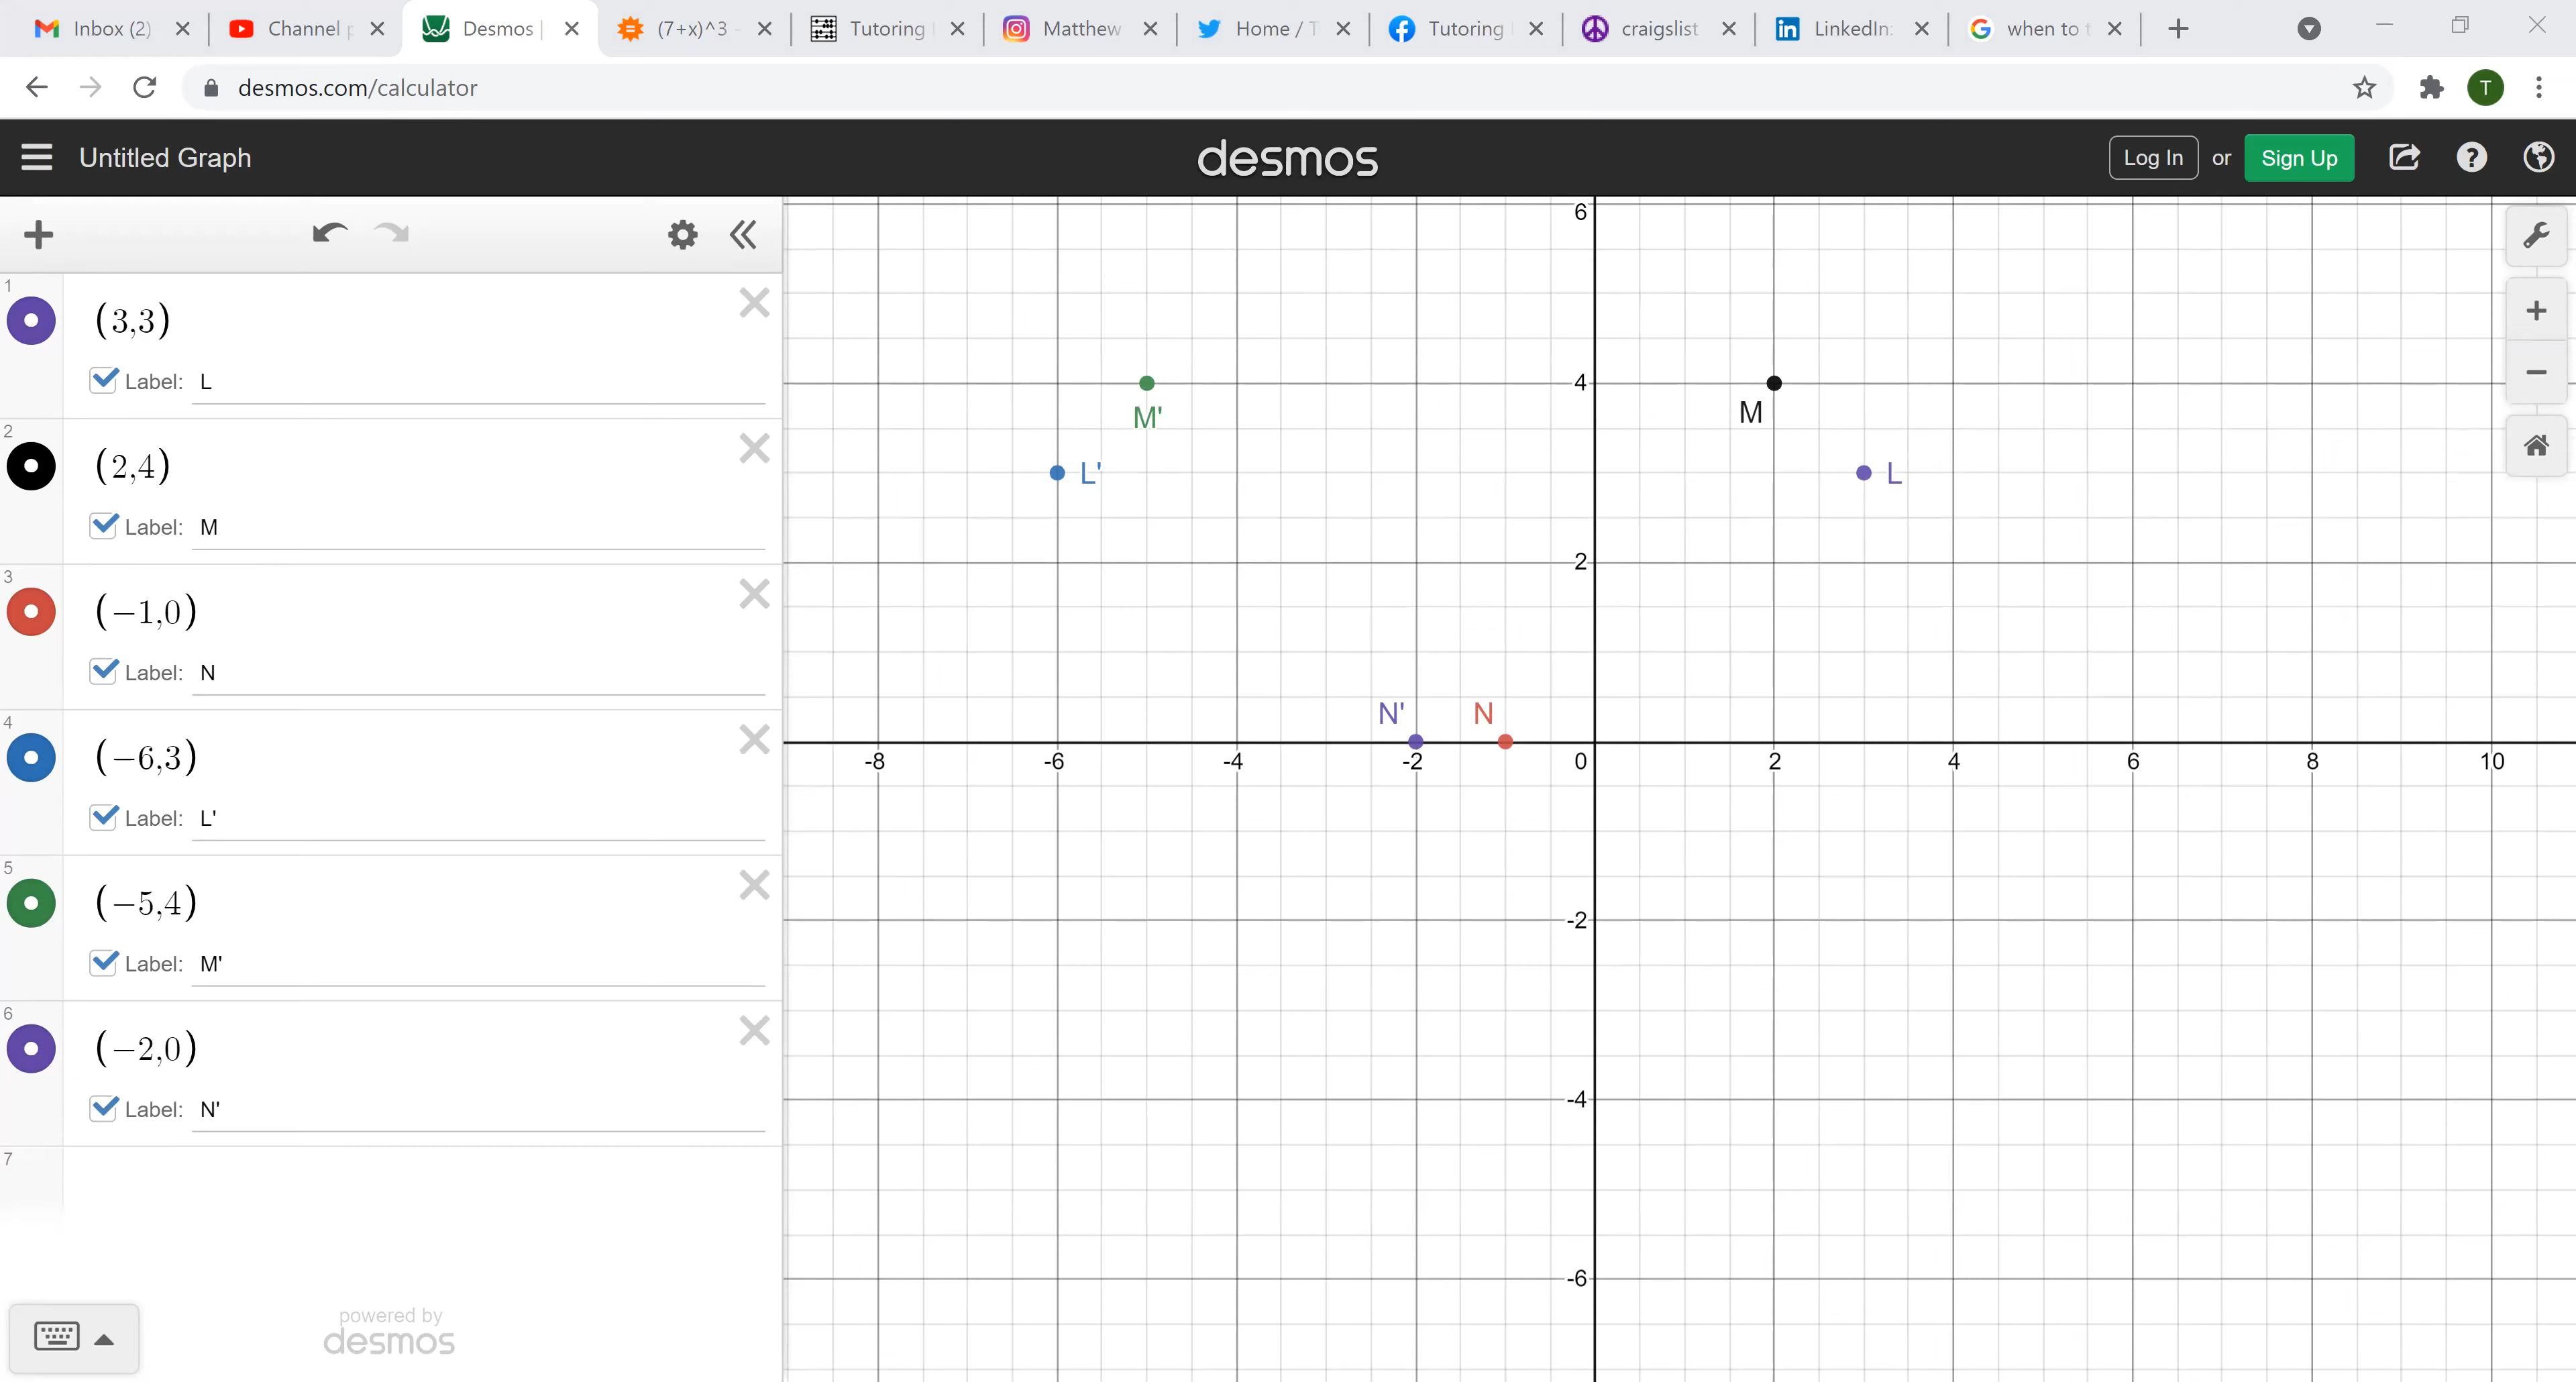 Inbox (2) Channel p Desmos | (7+x)^3 - Tutoring Matthew Home / T Tutoring craigslist LinkedIn: when to t
desmos.com/calculator T
Untitled Graph desmos Log In or Sign Up
1
(3,3)
Label: L
2
(2,4)
Label: M
3
(−1,0)
Label: N
4
(−6,3)
Label: L'
5
(−5,4)
Label: M'
6
(−2,0)
Label: N'
7
powered by
desmos
6
4
M'
M
L'
L
2
N'
N
-8 -6 -4 -2 0 2 4 6 8 10
-2
-4
-6